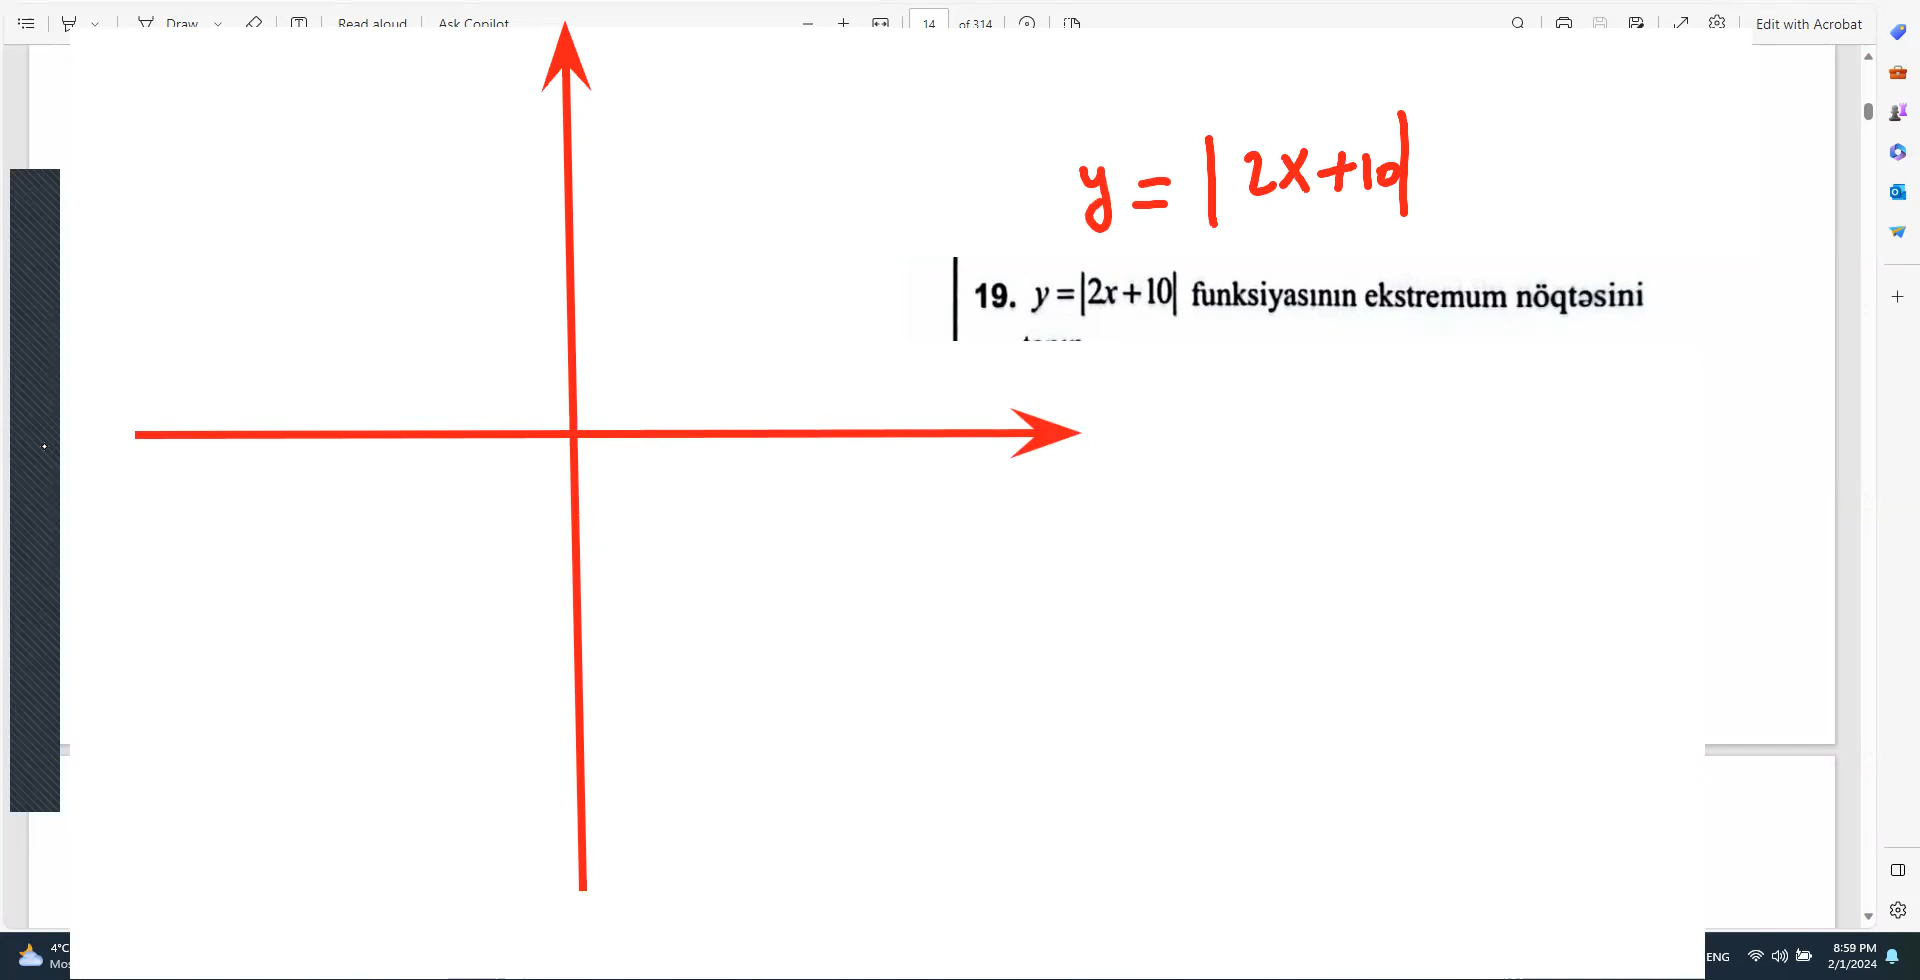 Draw
Read aloud
Ask Copilot
14
of 314
Edit with Acrobat
y = | 2x+10|
19. y=|2x+10| funksiyasının ekstremum nöqtəsini
4°C
ENG
8:59 PM
2/1/2024